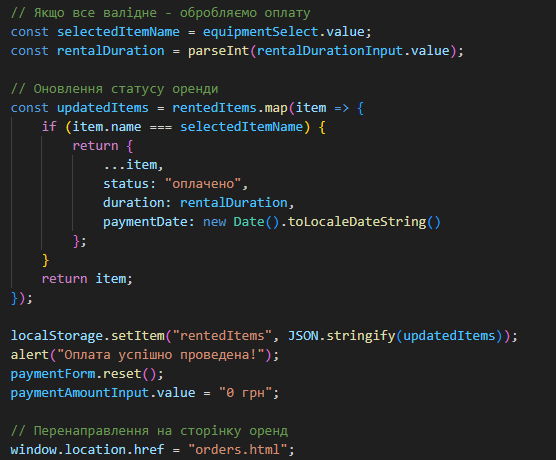 // Якщо все валідне - обробляємо оплату
const selectedItemName = equipmentSelect.value;
const rentalDuration = parseInt(rentalDurationInput.value);

// Оновлення статусу оренди
const updatedItems = rentedItems.map(item => {
    if (item.name === selectedItemName) {
        return {
            ...item,
            status: "оплачено",
            duration: rentalDuration,
            paymentDate: new Date().toLocaleDateString()
        };
    }
    return item;
});

localStorage.setItem("rentedItems", JSON.stringify(updatedItems));
alert("Оплата успішно проведена!");
paymentForm.reset();
paymentAmountInput.value = "0 грн";

// Перенаправлення на сторінку оренд
window.location.href = "orders.html";